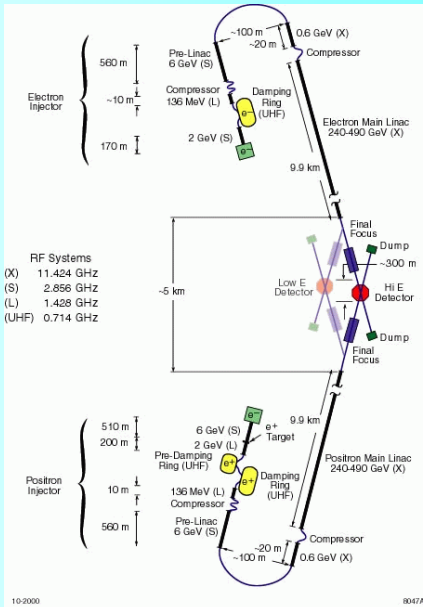 ~100 m
0.6 GeV (X)
~20 m
Compressor
Pre-Linac
6 GeV (S)
560 m
Compressor
136 MeV (L)
Damping
Ring
(UHF)
Electron
Injector
~10 m
e−
2 GeV (S)
170 m
e−
Electron Main Linac
240-490 GeV (X)
9.9 km
Final
Focus
Dump
~300 m
RF Systems
(X) 11.424 GHz
(S) 2.856 GHz
(L) 1.428 GHz
(UHF) 0.714 GHz
~5 km
Low E
Detector
Hi E
Detector
Dump
Final
Focus
9.9 km
510 m
200 m
6 GeV (S)
e−
2 GeV (L)
e+
Target
Pre-Damping
Ring (UHF)
e+
e+
Damping
Ring
(UHF)
Positron Main Linac
240-490 GeV (X)
Positron
Injector
10 m
136 MeV (L)
Compressor
560 m
Pre-Linac
6 GeV (S)
Compressor
~20 m
~100 m
0.6 GeV (X)
10-2000
8047A